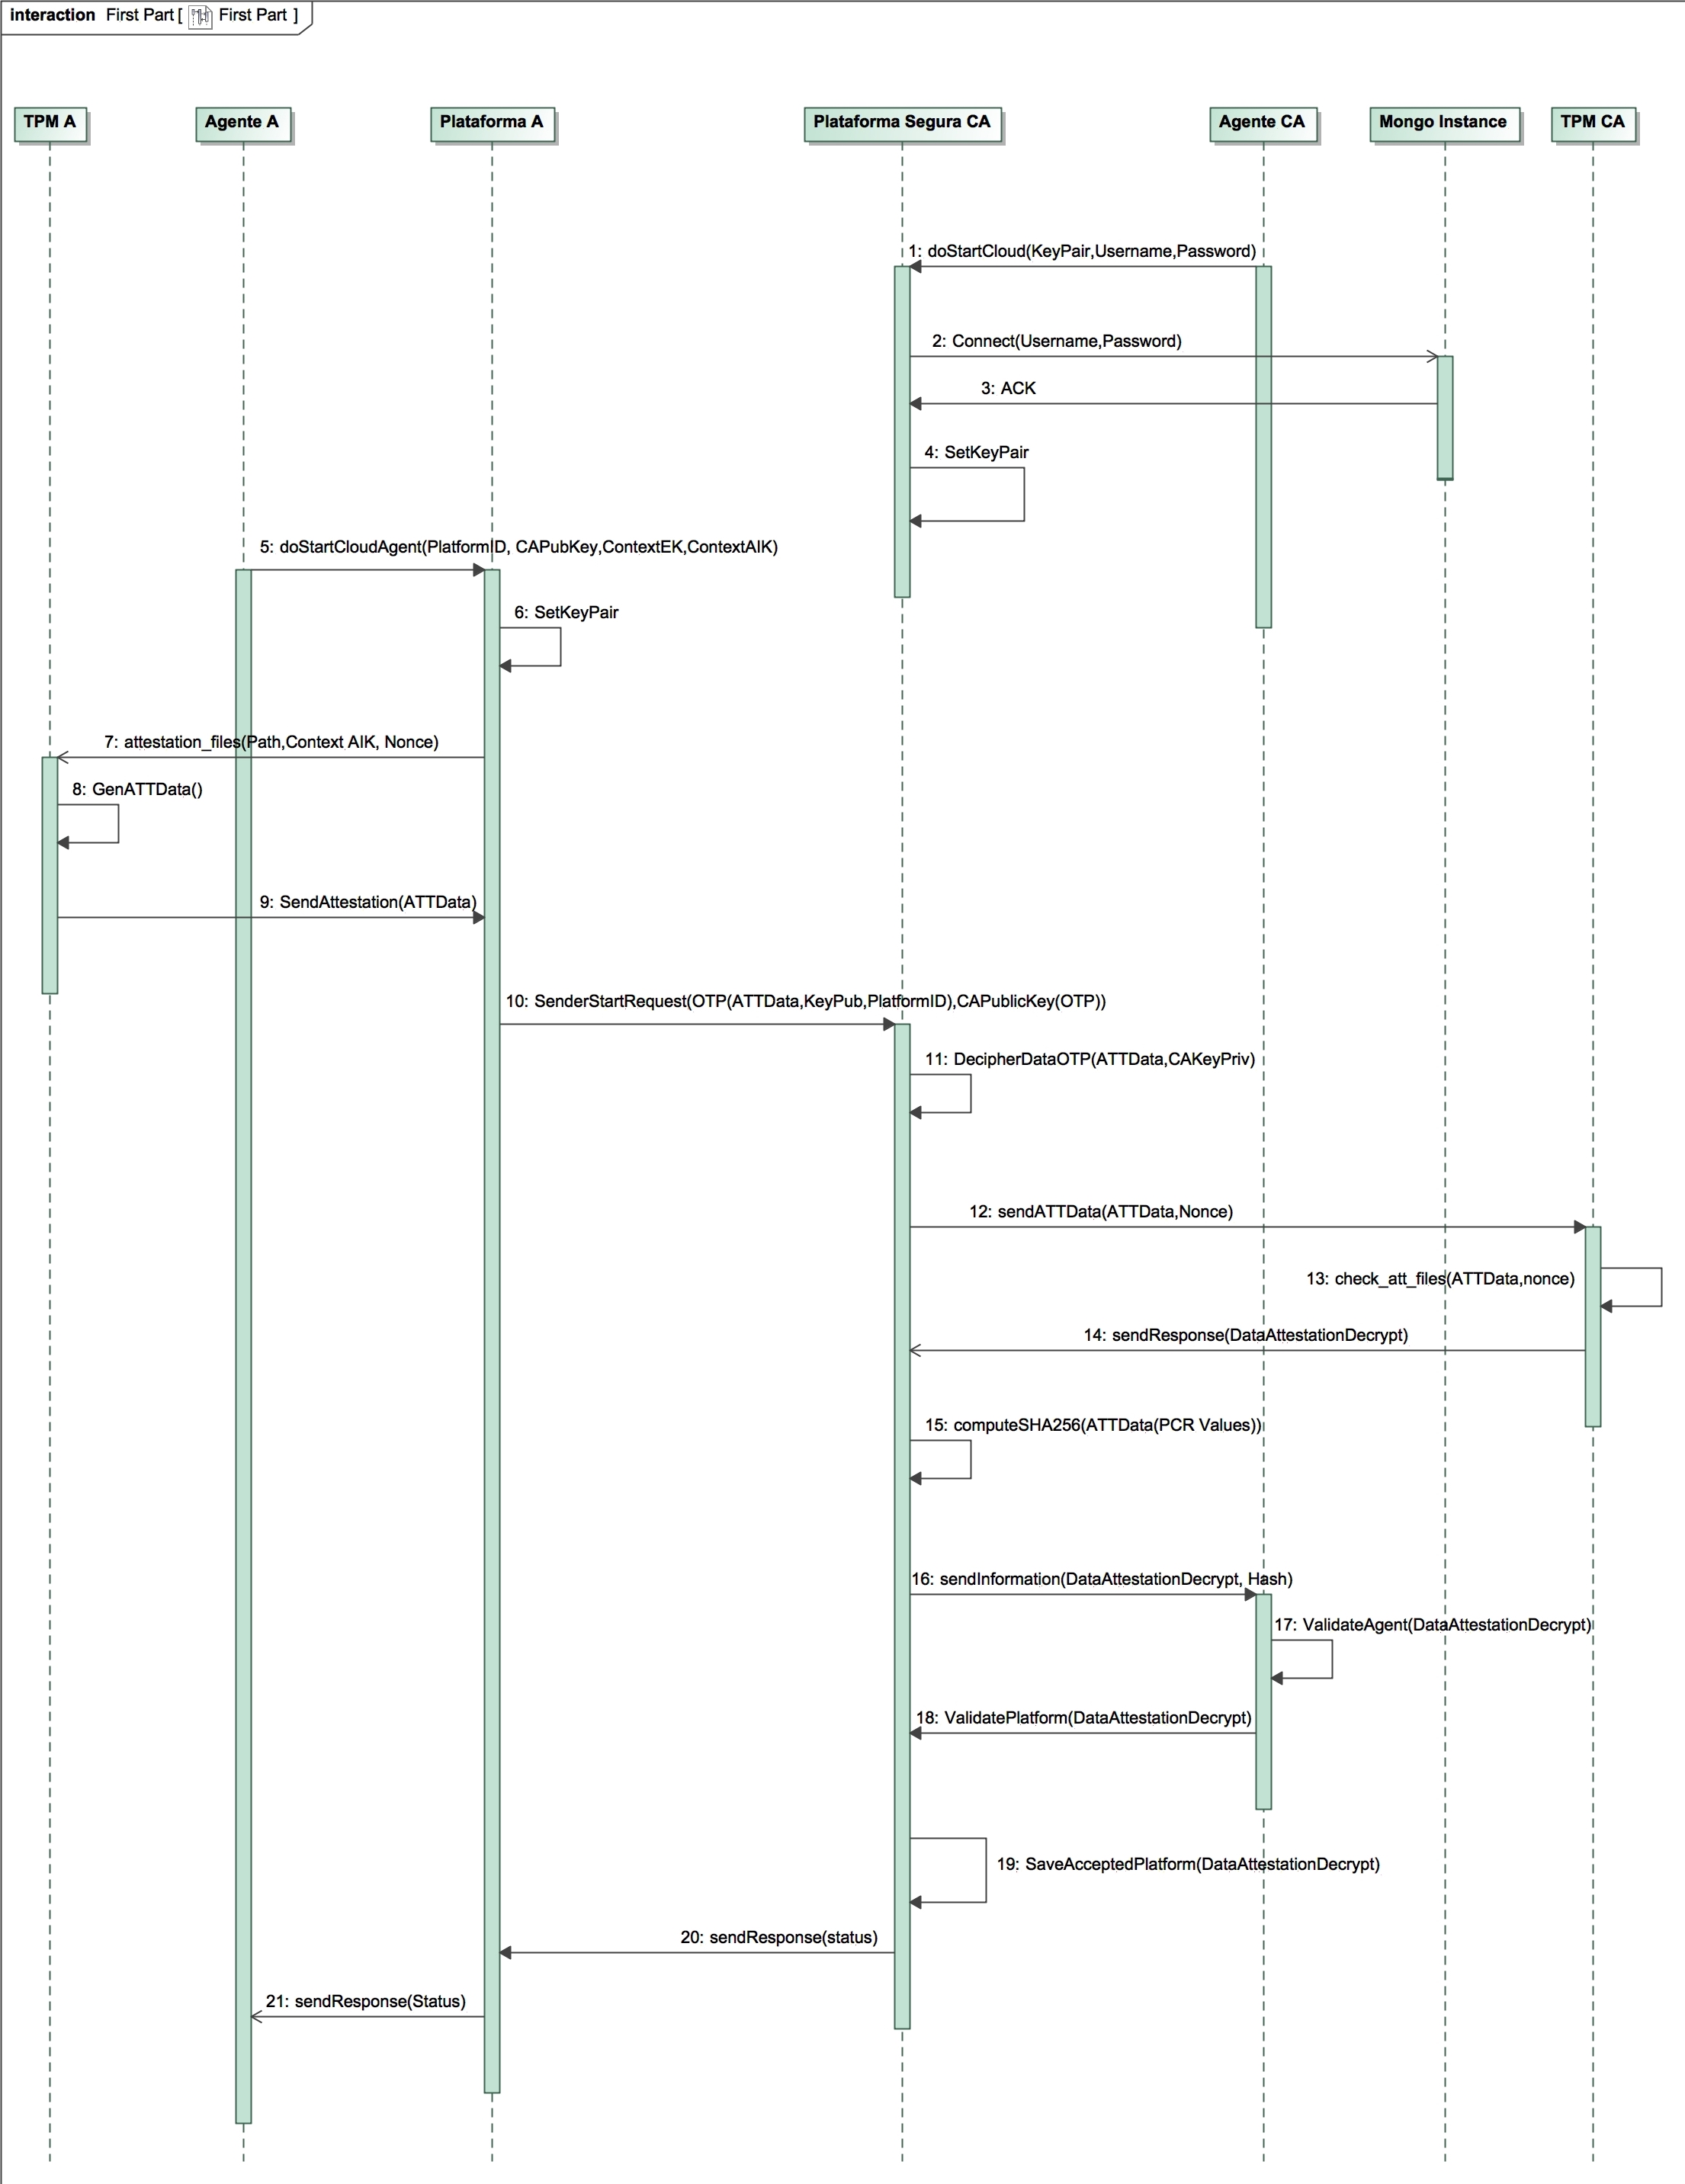 interaction First Part [ First Part ]
TPM A
Agente A
Plataforma A
Plataforma Segura CA
Agente CA
Mongo Instance
TPM CA
1: doStartCloud(KeyPair,Username,Password)
2: Connect(Username,Password)
3: ACK
4: SetKeyPair
5: doStartCloudAgent(PlatformID, CAPubKey,ContextEK,ContextAIK)
6: SetKeyPair
7: attestation_files(Path,Context AIK, Nonce)
8: GenATTData()
9: SendAttestation(ATTData)
10: SenderStartRequest(OTP(ATTData,KeyPub,PlatformID),CAPublicKey(OTP))
11: DecipherDataOTP(ATTData,CAKeyPriv)
12: sendATTData(ATTData,Nonce)
13: check_att_files(ATTData,nonce)
14: sendResponse(DataAttestationDecrypt)
15: computeSHA256(ATTData(PCR Values))
16: sendInformation(DataAttestationDecrypt, Hash)
17: ValidateAgent(DataAttestationDecrypt)
18: ValidatePlatform(DataAttestationDecrypt)
19: SaveAcceptedPlatform(DataAttestationDecrypt)
20: sendResponse(status)
21: sendResponse(Status)